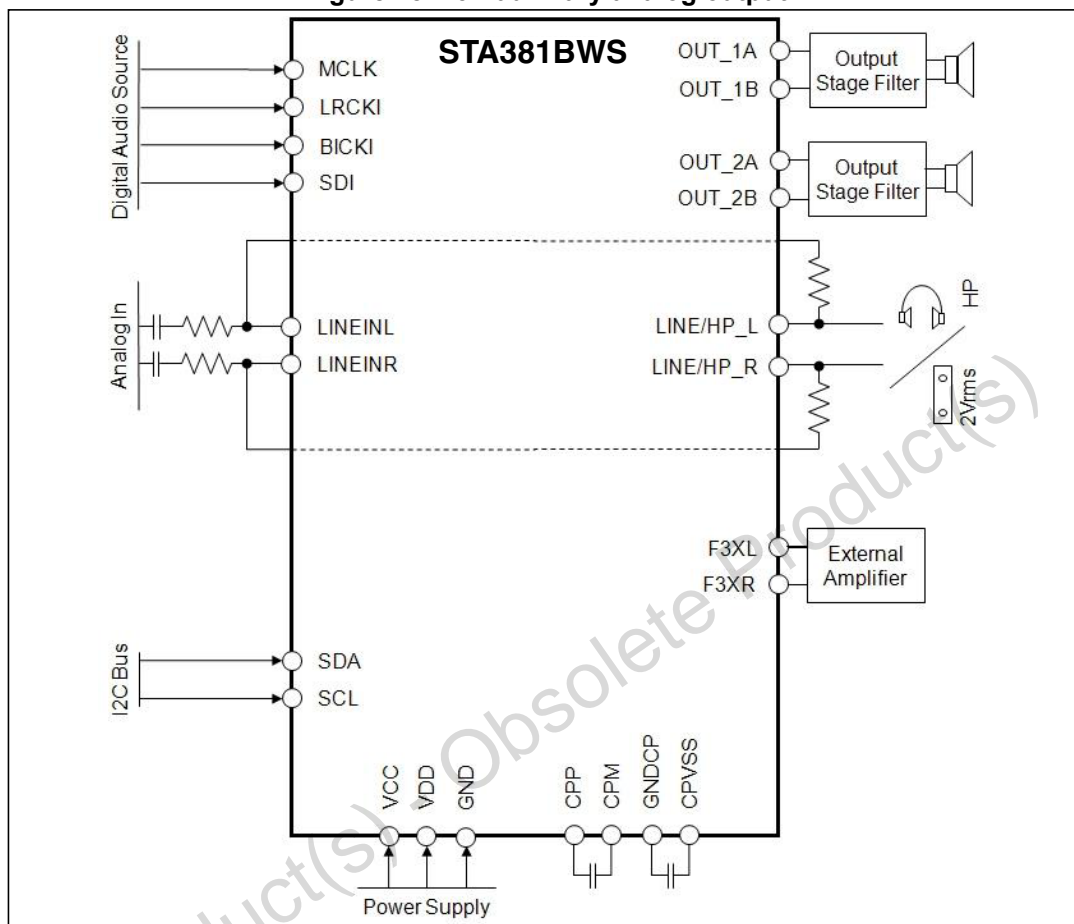 STA381BWS
Digital Audio Source
MCLK
LRCKI
BICKI
SDI
OUT_1A
OUT_1B
Output
Stage Filter
OUT_2A
OUT_2B
Output
Stage Filter
Analog In
LINEINL
LINEINR
LINE/HP_L
LINE/HP_R
HP
2Vrms
F3XL
F3XR
External
Amplifier
I2C Bus
SDA
SCL
VCC
VDD
GND
CPP
CPM
GNDCP
CPVSS
Power Supply
Obsolete Product(s)